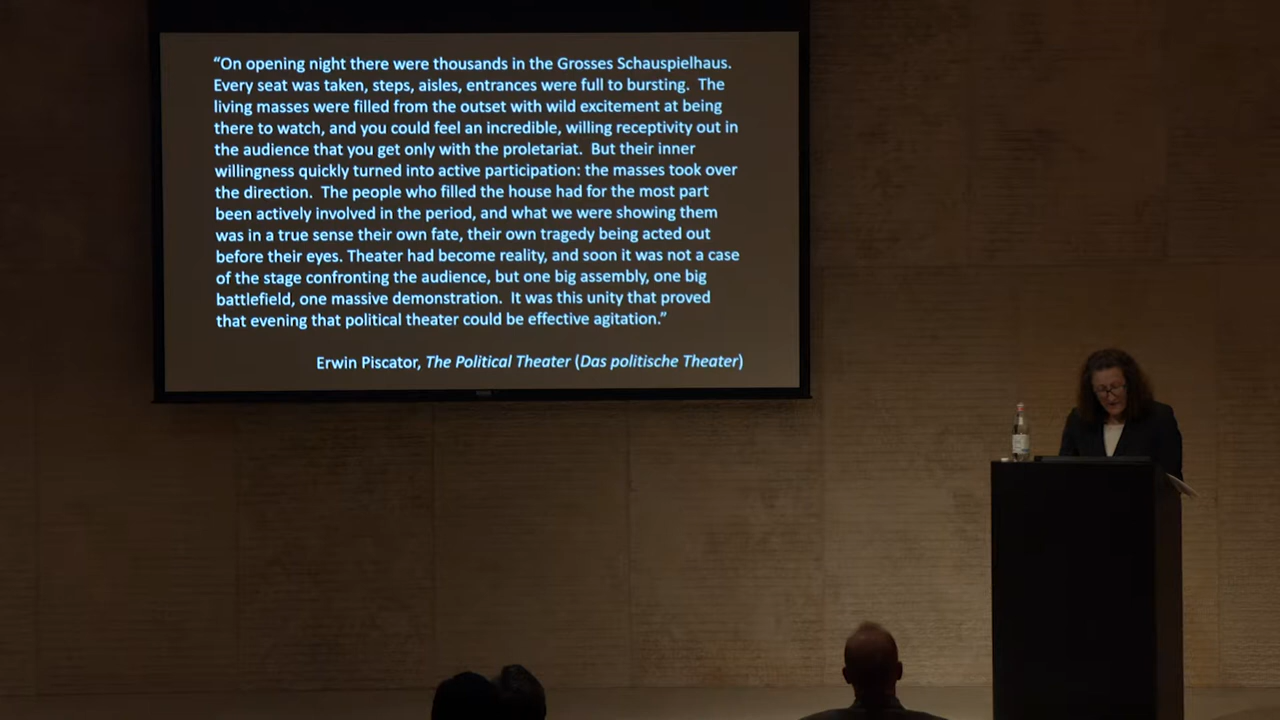 “On opening night there were thousands in the Grosses Schauspielhaus.
Every seat was taken, steps, aisles, entrances were full to bursting.  The
living masses were filled from the outset with wild excitement at being
there to watch, and you could feel an incredible, willing receptivity out in
the audience that you get only with the proletariat.  But their inner
willingness quickly turned into active participation: the masses took over
the direction.  The people who filled the house had for the most part
been actively involved in the period, and what we were showing them
was in a true sense their own fate, their own tragedy being acted out
before their eyes. Theater had become reality, and soon it was not a case
of the stage confronting the audience, but one big assembly, one big
battlefield, one massive demonstration.  It was this unity that proved
that evening that political theater could be effective agitation.”
Erwin Piscator, The Political Theater (Das politische Theater)